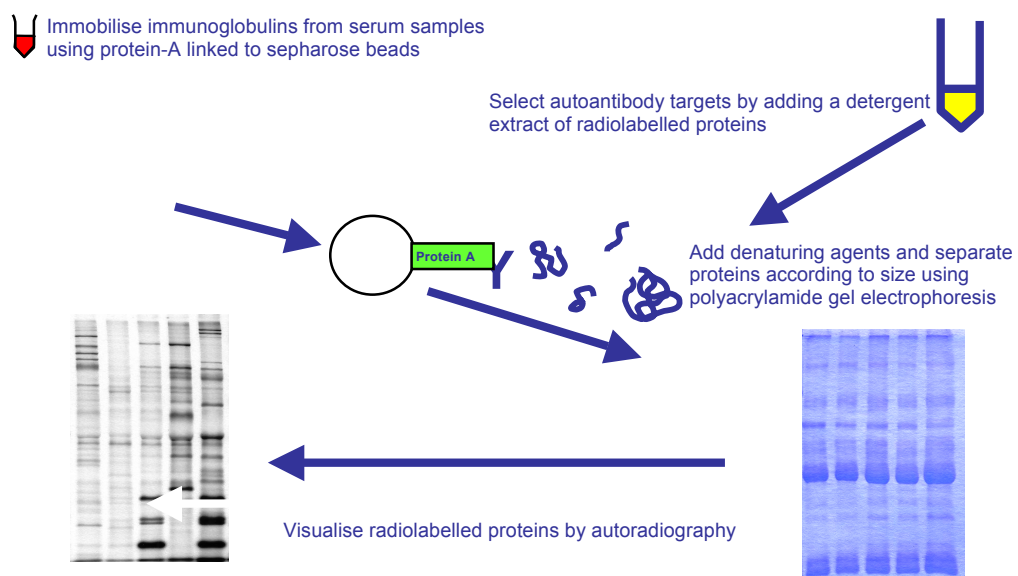 Immobilise immunoglobulins from serum samples
using protein-A linked to sepharose beads
Select autoantibody targets by adding a detergent
extract of radiolabelled proteins
Protein A
Add denaturing agents and separate
proteins according to size using
polyacrylamide gel electrophoresis
Visualise radiolabelled proteins by autoradiography